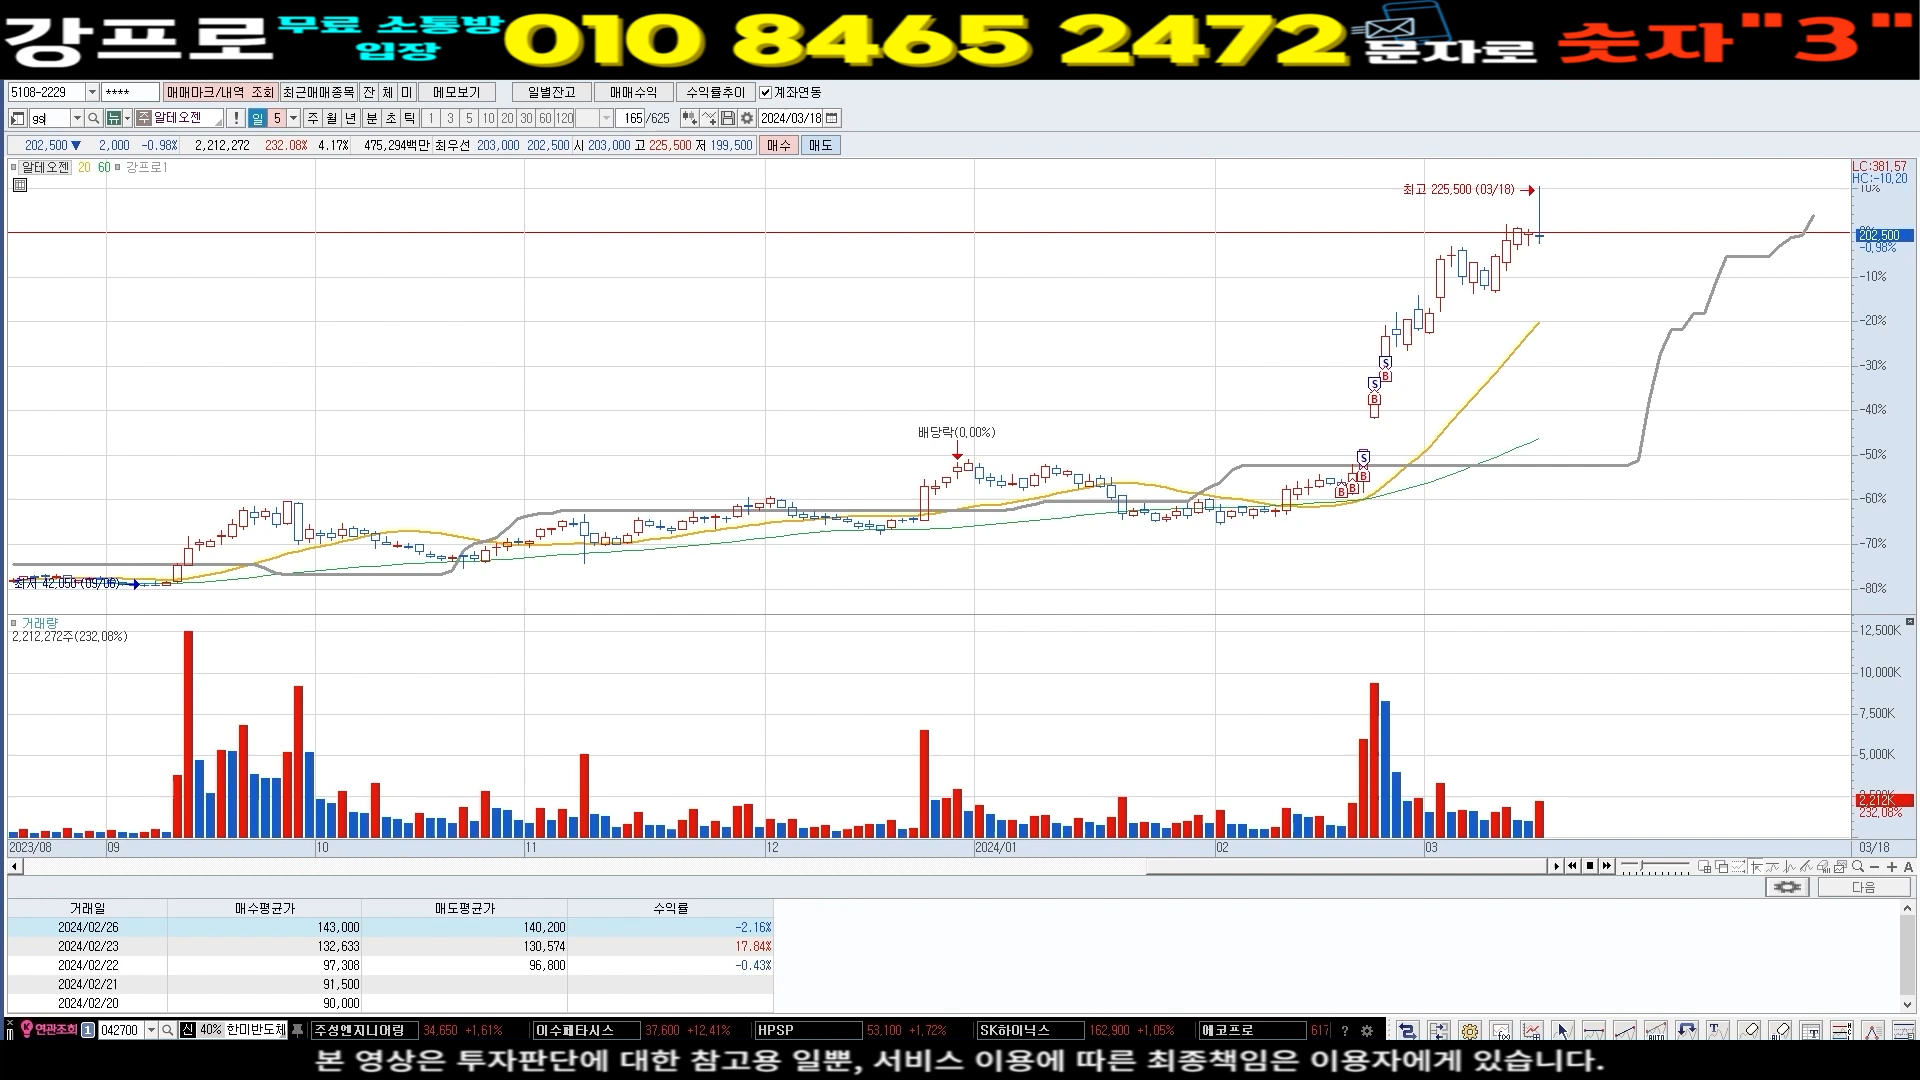 강프로 무료 소통방 입장 010 8465 2472 문자로 숫자"3"
5108-2229 **** 매매마크/내역 조회 최근매매종목 잔 체 미 메모보기 일별잔고 매매수익 수익률추이 계좌연동
gs 뉴 주 알테오젠 ! 일 5 주 월 년 분 초 틱 1 3 5 10 20 30 60 120 165 /625 2024/03/18
202,500▼ 2,000 -0.98% 2,212,272 232.08% 4.17% 475,294백만 최우선 203,000 202,500 시 203,000 고 225,500 저 199,500 매수 매도
알테오젠 20 60 강프로1
LC:381.57
HC:-10.20
10%
최고 225,500 (03/18)
202,500
-0.98%
-10%
-20%
-30%
-40%
배당락(0.00%)
-50%
-60%
-70%
최저 42,050 (09/06)
-80%
S
B
S
B
S
B
B
B
거래량
2,212,272주(232.08%)
12,500K
10,000K
7,500K
5,000K
2,212K
232.08%
2023/08 09 10 11 12 2024/01 02 03 03/18
다음
거래일 매수평균가 매도평균가 수익률
2024/02/26 143,000 140,200 -2.16%
2024/02/23 132,633 130,574 17.84%
2024/02/22 97,308 96,800 -0.43%
2024/02/21 91,500
2024/02/20 90,000
연관조회 1 042700 신 40% 한미반도체 주성엔지니어링 34,650 +1.61% 이수페타시스 37,600 +12.41% HPSP 53,100 +1.72% SK하이닉스 162,900 +1.05% 에코프로 617 ?
본 영상은 투자판단에 대한 참고용 일뿐, 서비스 이용에 따른 최종책임은 이용자에게 있습니다.